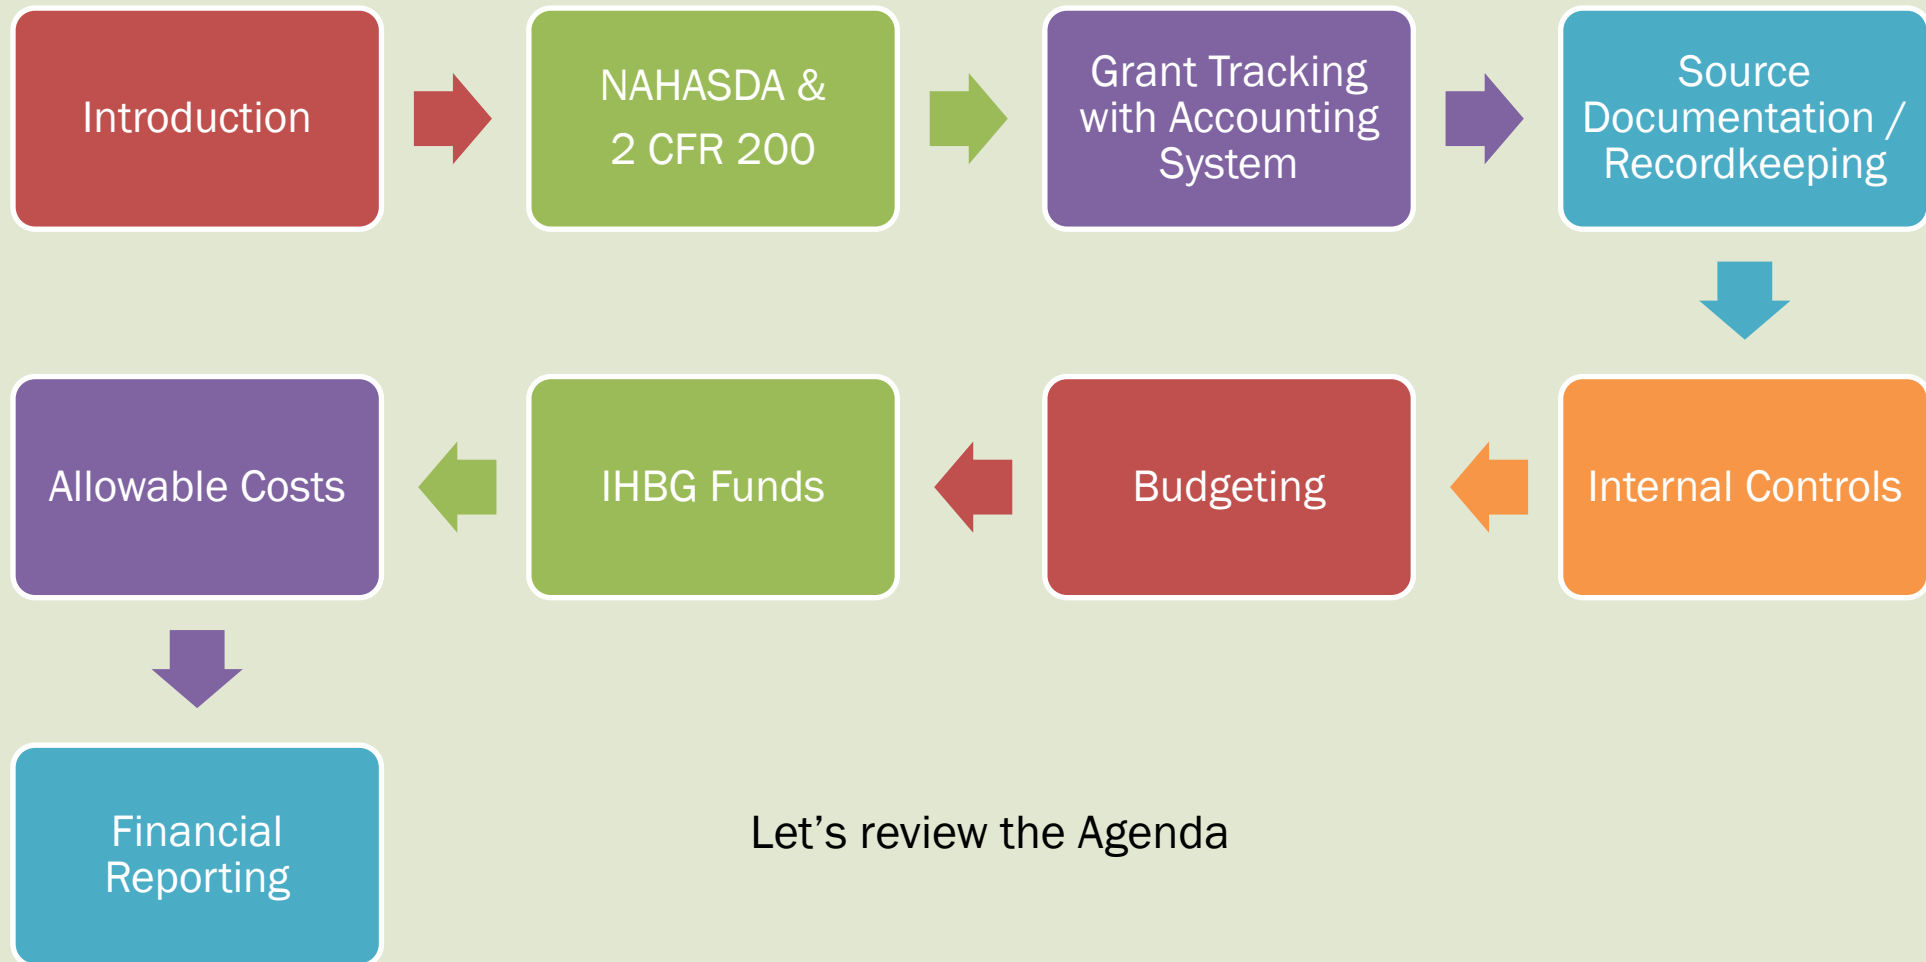 Introduction
NAHASDA &
2 CFR 200
Grant Tracking
with Accounting
System
Source
Documentation /
Recordkeeping
Internal Controls
Budgeting
IHBG Funds
Allowable Costs
Financial
Reporting
Let’s review the Agenda